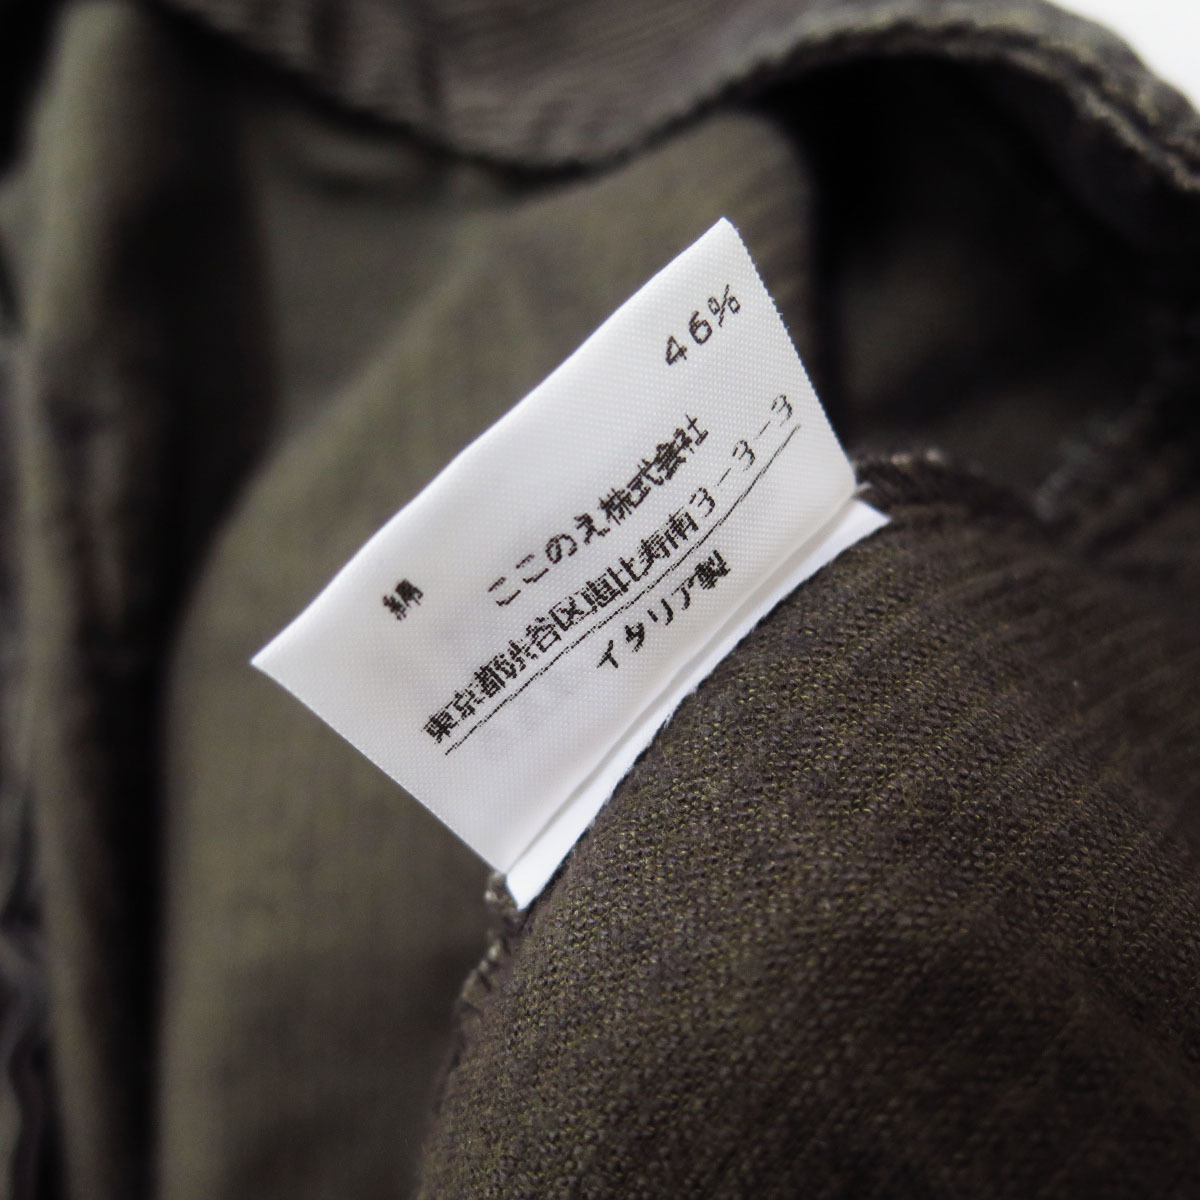 綿 46%
ここのえ株式会社
東京都渋谷区恵比寿南3-3-3
イタリア製